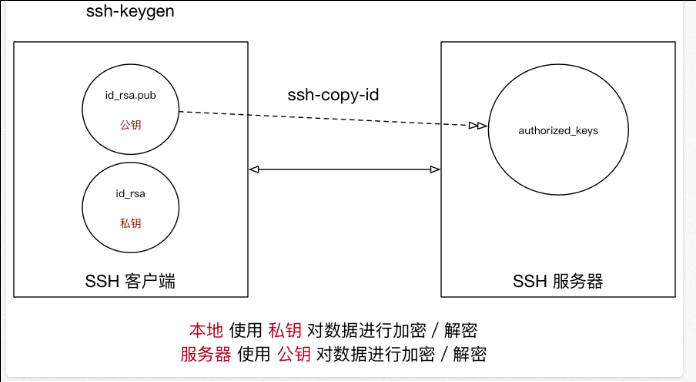 ssh-keygen
id_rsa.pub
公钥
ssh-copy-id
authorized_keys
id_rsa
私钥
SSH 客户端
SSH 服务器
本地 使用 私钥 对数据进行加密 / 解密
服务器 使用 公钥 对数据进行加密 / 解密